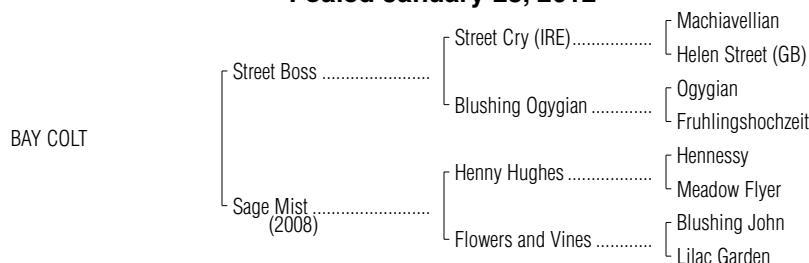 Foaled January 2012
Machiavellian
Street Cry (IRE)
Helen Street (GB)
Street Boss
Ogygian
Blushing Ogygian
Fruhlingshochzeit
BAY COLT
Hennessy
Henny Hughes
Meadow Flyer
Sage Mist
(2008)
Blushing John
Flowers and Vines
Lilac Garden